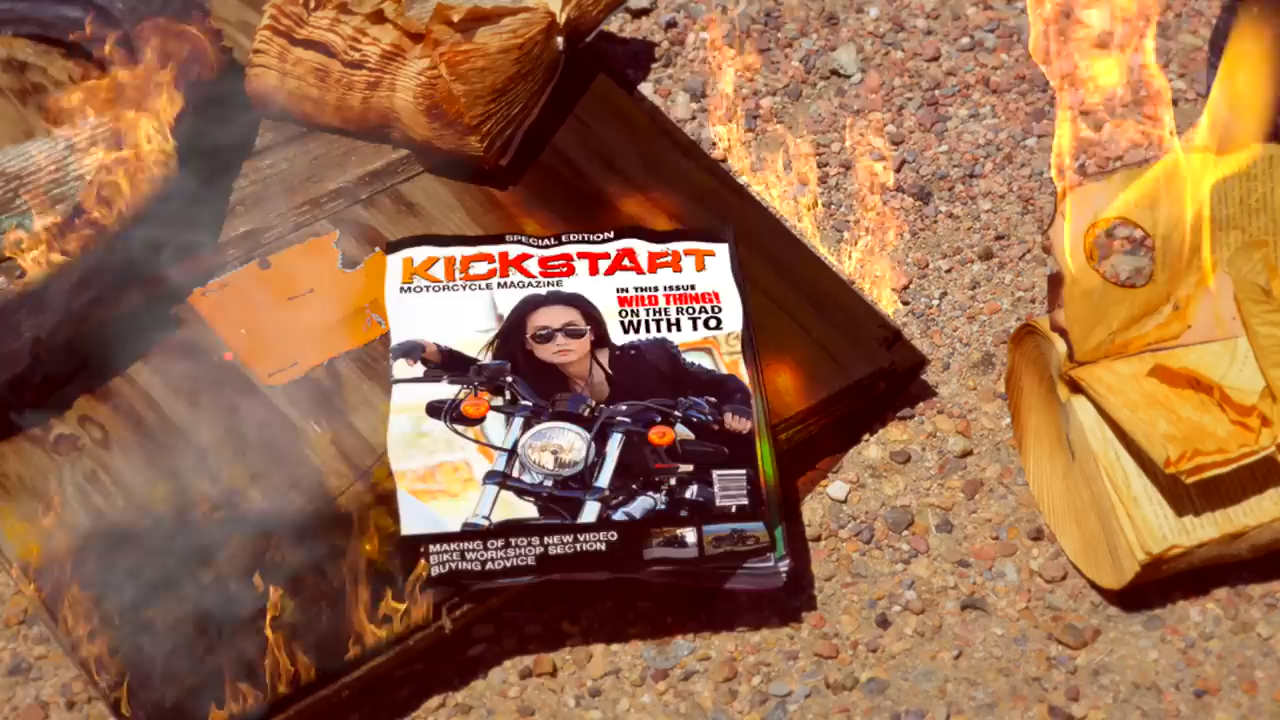 SPECIAL EDITION
KICKSTART
MOTORCYCLE MAGAZINE
IN THIS ISSUE
WILD THING!
ON THE ROAD
WITH TQ
MAKING OF TQ'S NEW VIDEO
BIKE WORKSHOP SECTION
BUYING ADVICE